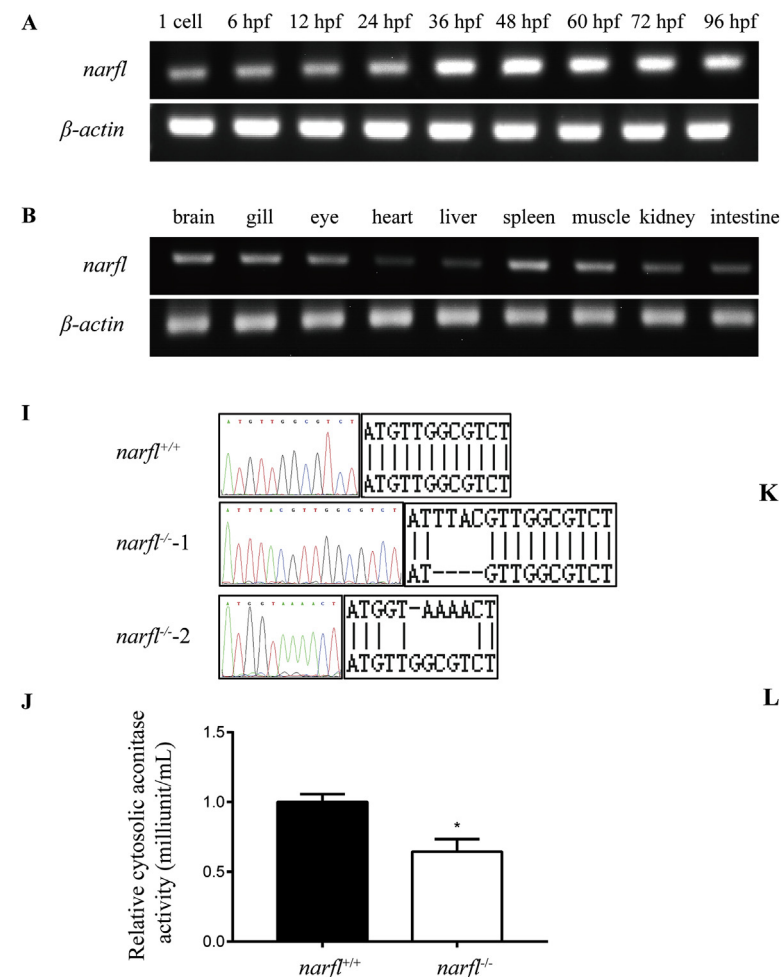 A
1 cell 6 hpf 12 hpf 24 hpf 36 hpf 48 hpf 60 hpf 72 hpf 96 hpf
narfl
β-actin
B
brain gill eye heart liver spleen muscle kidney intestine
narfl
β-actin
I
narfl+/+
ATGTTGGCGTCT
ATGTTGGCGTCT
ATGTTGGCGTCT
K
narfl-/--1
ATTTACGTTGGCGTCT
ATTTACGTTGGCGTCT
AT----GTTGGCGTCT
narfl-/--2
ATGGTAAAACT
ATGGT-AAAACT
ATGTTGGCGTCT
J
L
Relative cytosolic aconitase
activity (milliunit/mL)
1.5
1.0
0.5
0.0
*
narfl+/+ narfl-/-